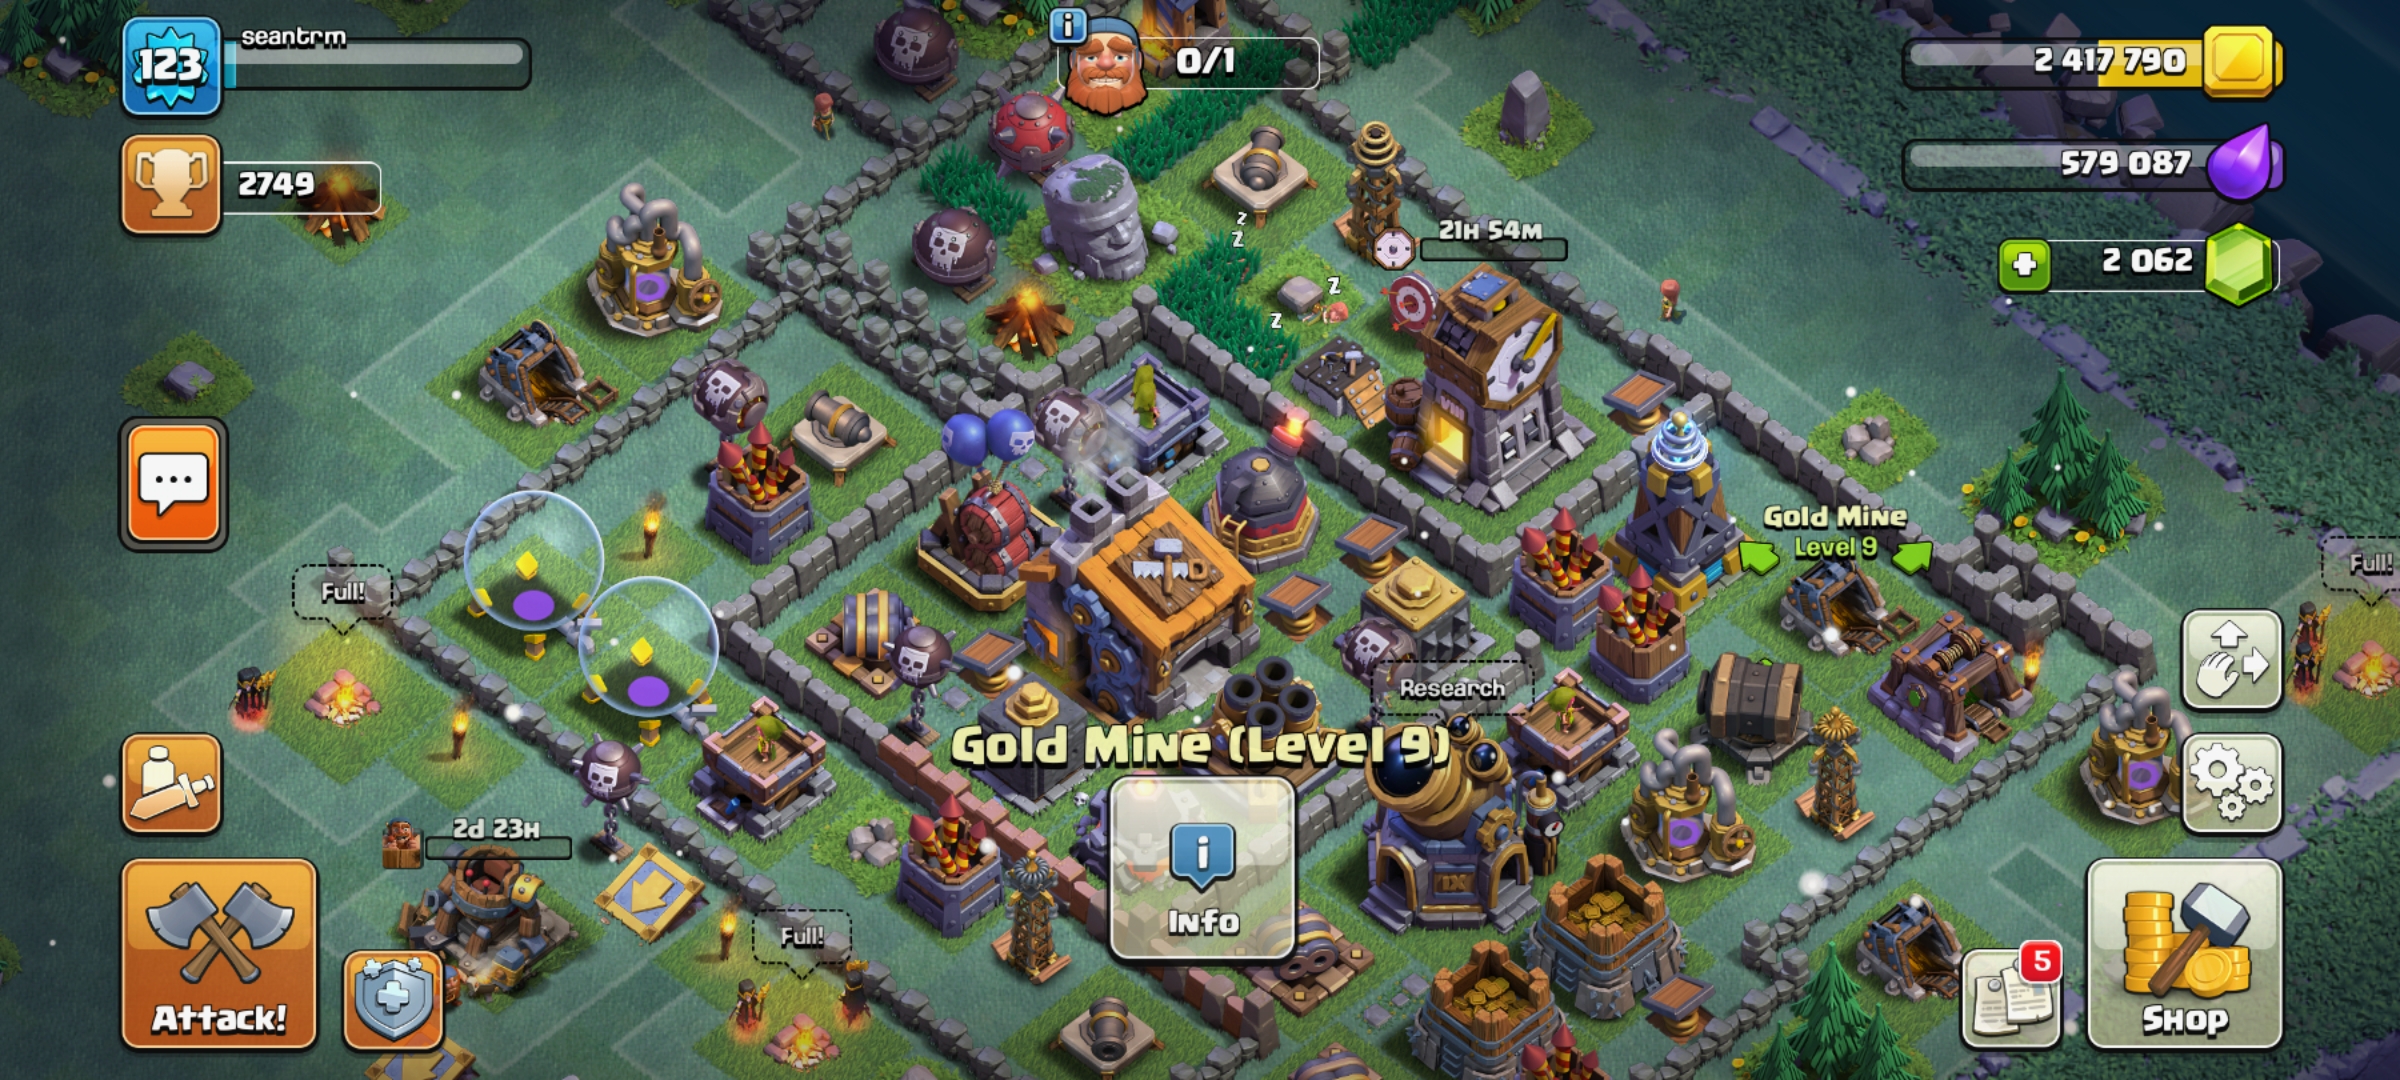 123
seantrm
0/1
2 417 790
2749
579 087
21H 54M
2 062
z
z
z
z
Gold Mine
Level 9
Full!
Full!
Research
Gold Mine (Level 9)
2d 23H
Info
Full!
IX
5
Attack!
Shop